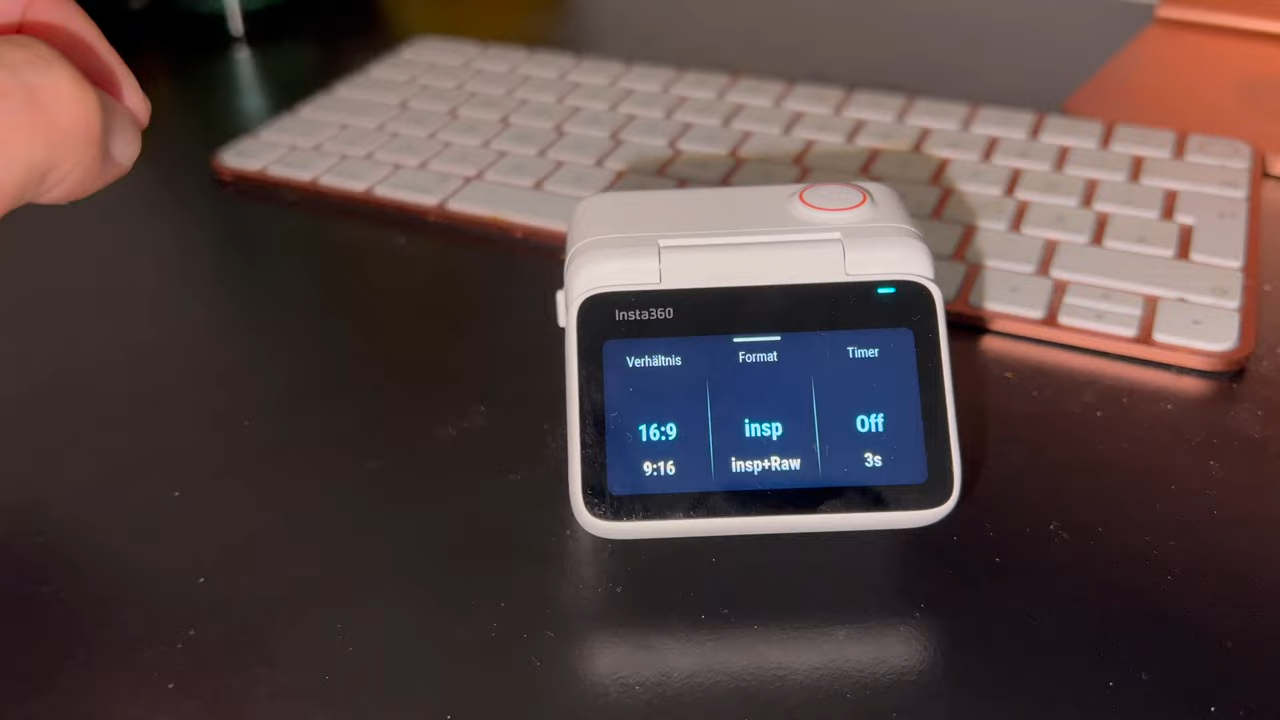 Insta360
Verhältnis Format Timer
16:9 insp Off
9:16 insp+Raw 3s